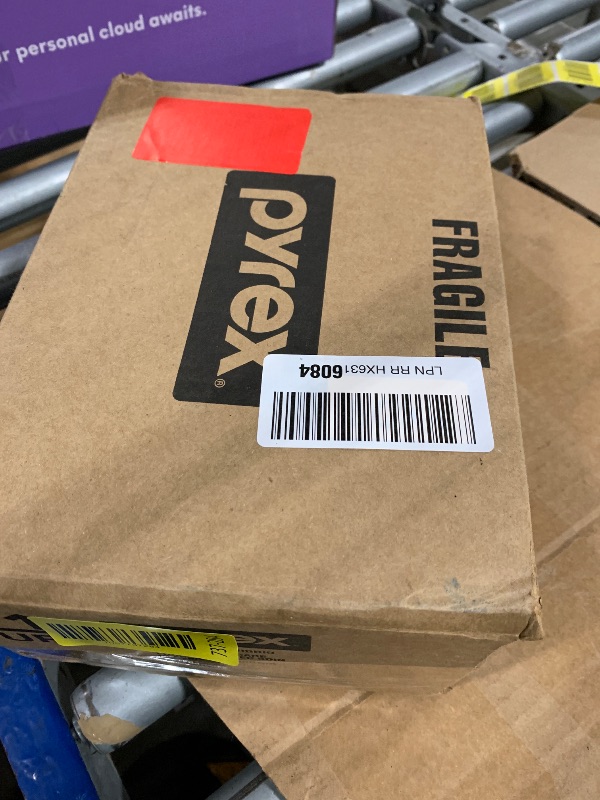 r personal cloud awaits.
pyrex®
FRAGILE
LPN RR HX6316084